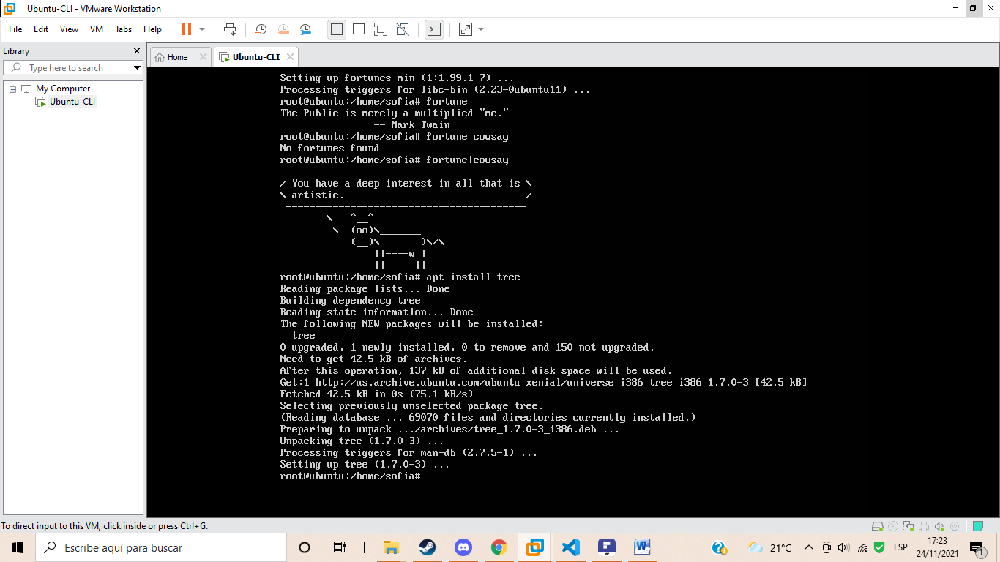 Ubuntu-CLI - VMware Workstation
File Edit View VM Tabs Help
Library
Type here to search
My Computer
Ubuntu-CLI
Home
Ubuntu-CLI
Setting up fortunes-min (1:1.99.1-7) ...
Processing triggers for libc-bin (2.23-0ubuntu11) ...
root@ubuntu:/home/sofia# fortune
The Public is merely a multiplied "me."
-- Mark Twain
root@ubuntu:/home/sofia# fortune cowsay
No fortunes found
root@ubuntu:/home/sofia# fortune|cowsay
 _________________________________________
/ You have a deep interest in all that is \
\ artistic.                               /
 -----------------------------------------
        \   ^__^
         \  (oo)\_______
            (__)\       )\/\
                ||----w |
                ||     ||
root@ubuntu:/home/sofia# apt install tree
Reading package lists... Done
Building dependency tree
Reading state information... Done
The following NEW packages will be installed:
  tree
0 upgraded, 1 newly installed, 0 to remove and 150 not upgraded.
Need to get 42.5 kB of archives.
After this operation, 137 kB of additional disk space will be used.
Get:1 http://us.archive.ubuntu.com/ubuntu xenial/universe i386 tree i386 1.7.0-3 [42.5 kB]
Fetched 42.5 kB in 0s (75.1 kB/s)
Selecting previously unselected package tree.
(Reading database ... 69070 files and directories currently installed.)
Preparing to unpack .../archives/tree_1.7.0-3_i386.deb ...
Unpacking tree (1.7.0-3) ...
Processing triggers for man-db (2.7.5-1) ...
Setting up tree (1.7.0-3) ...
root@ubuntu:/home/sofia#
To direct input to this VM, click inside or press Ctrl+G.
Escribe aquí para buscar
21°C
ESP
17:23
24/11/2021
1